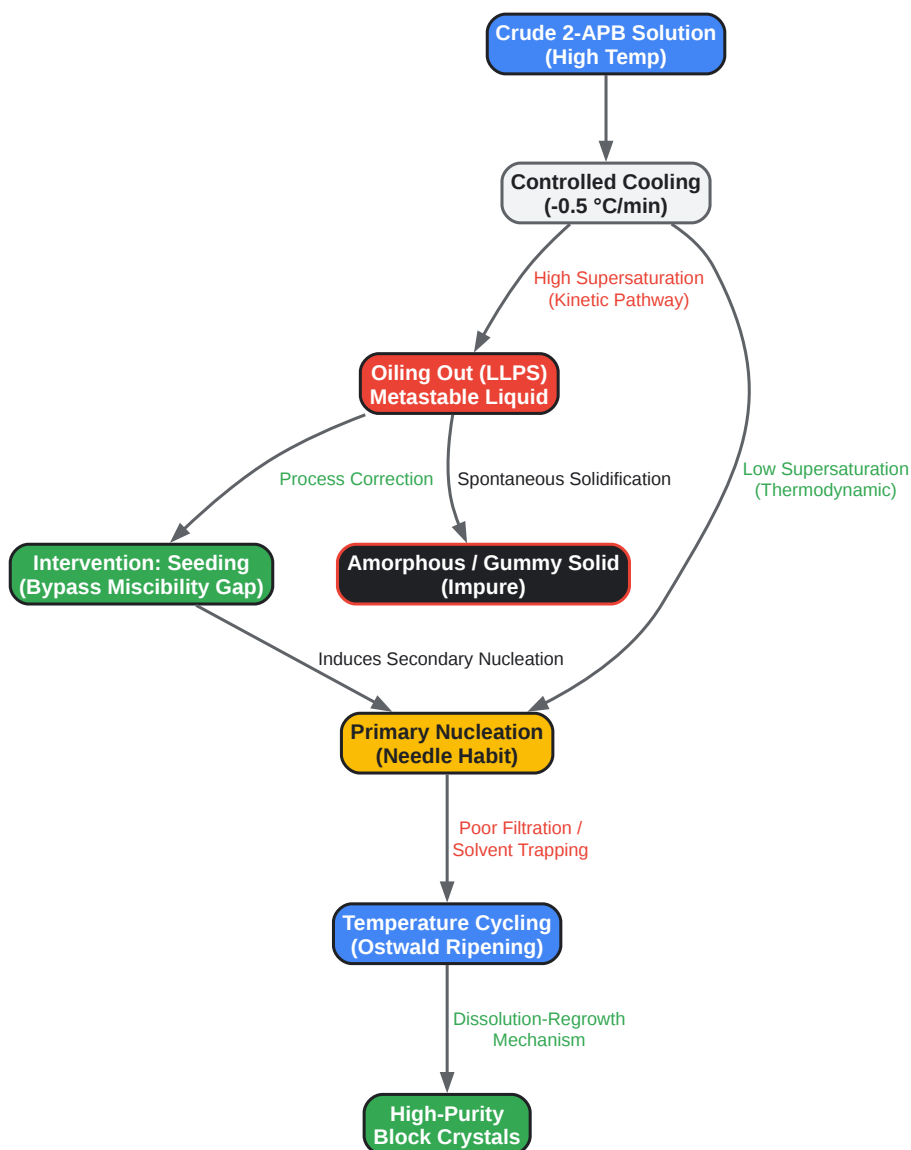 Crude 2-APB Solution
(High Temp)
Controlled Cooling
(-0.5 °C/min)
High Supersaturation
(Kinetic Pathway)
Oiling Out (LLPS)
Metastable Liquid
Low Supersaturation
(Thermodynamic)
Process Correction
Spontaneous Solidification
Intervention: Seeding
(Bypass Miscibility Gap)
Amorphous / Gummy Solid
(Impure)
Induces Secondary Nucleation
Primary Nucleation
(Needle Habit)
Poor Filtration /
Solvent Trapping
Temperature Cycling
(Ostwald Ripening)
Dissolution-Regrowth
Mechanism
High-Purity
Block Crystals